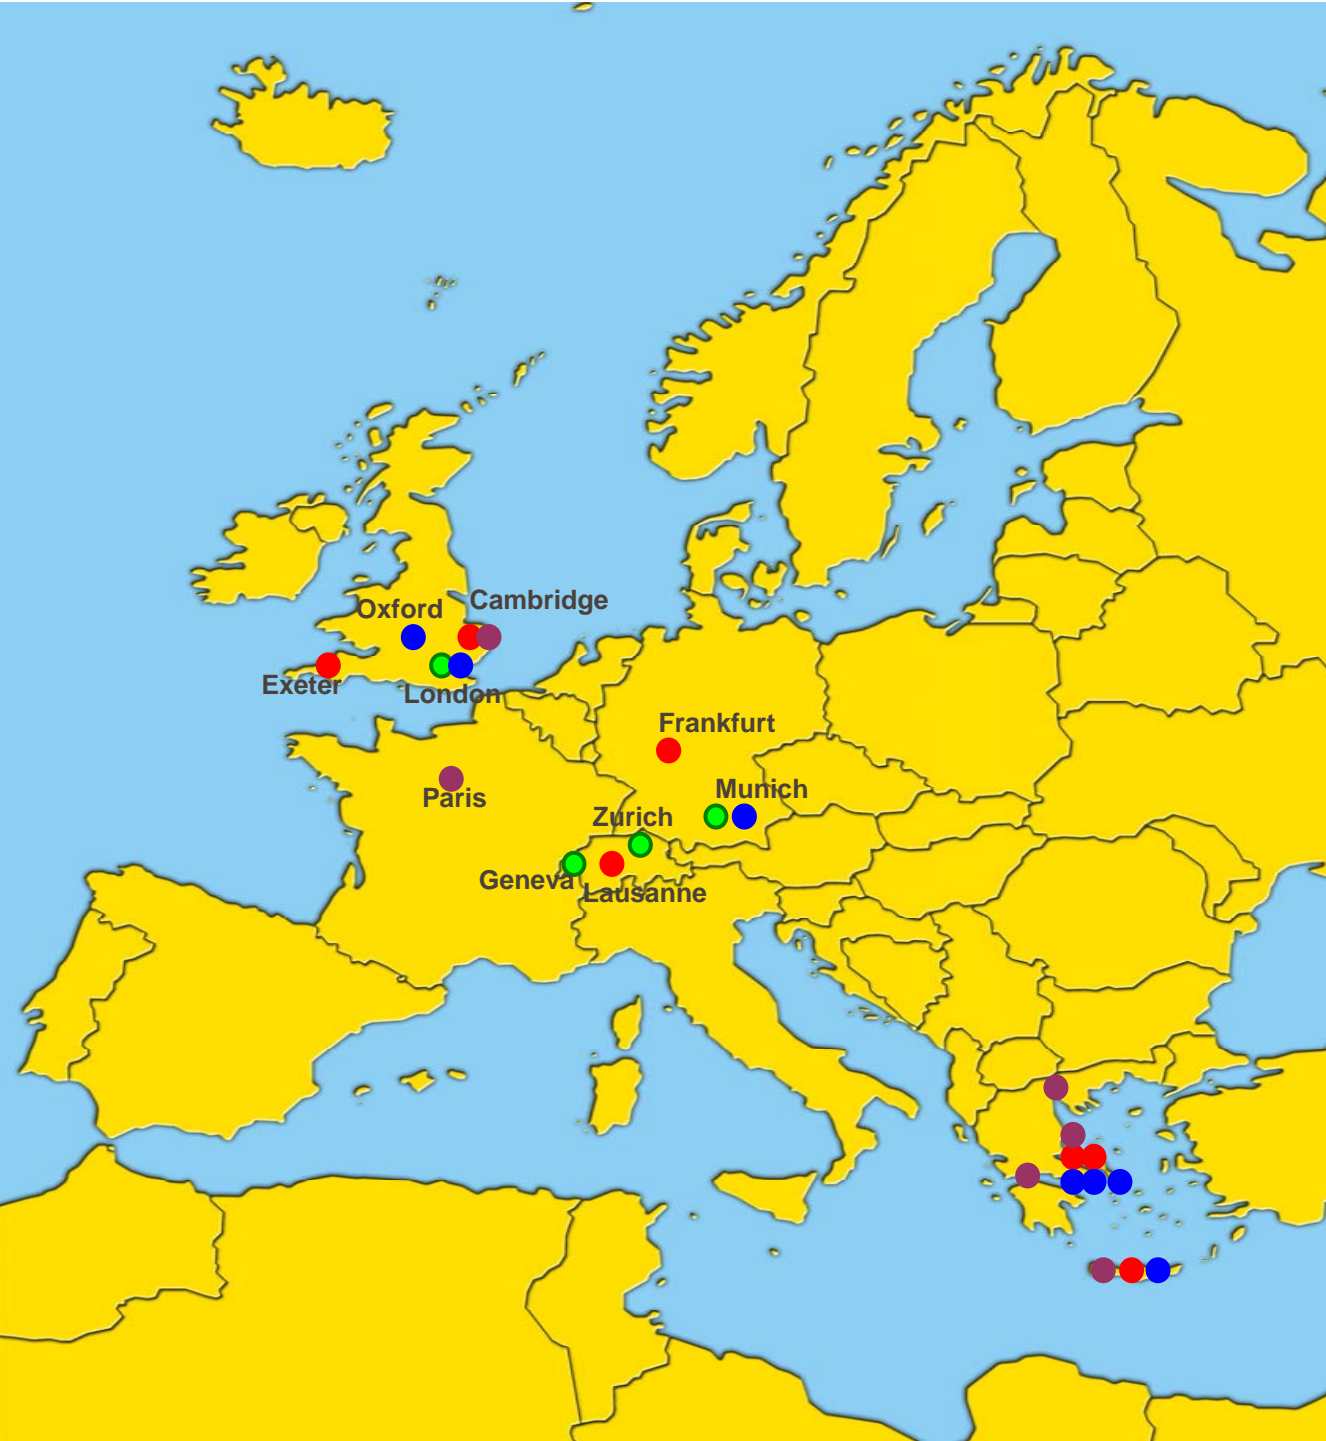 Cambridge
Oxford
Exeter
London
Frankfurt
Munich
Paris
Zurich
Geneva
Lausanne